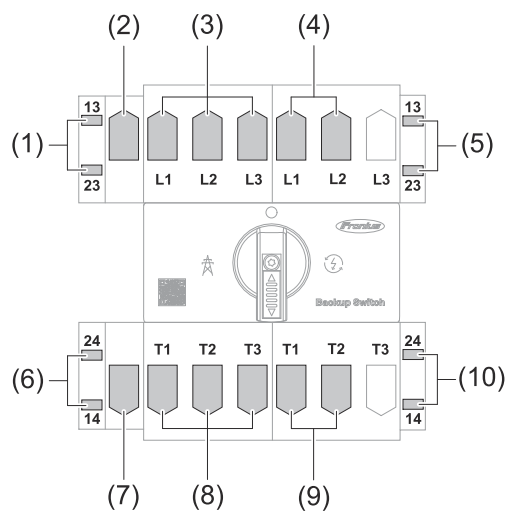 (2) (3) (4)
13 13
(1) (5)
23 L1 L2 L3 L1 L2 L3 23
Fronius
Backup Switch
24 T1 T2 T3 T1 T2 T3 24
(6) (10)
14 14
(7) (8) (9)